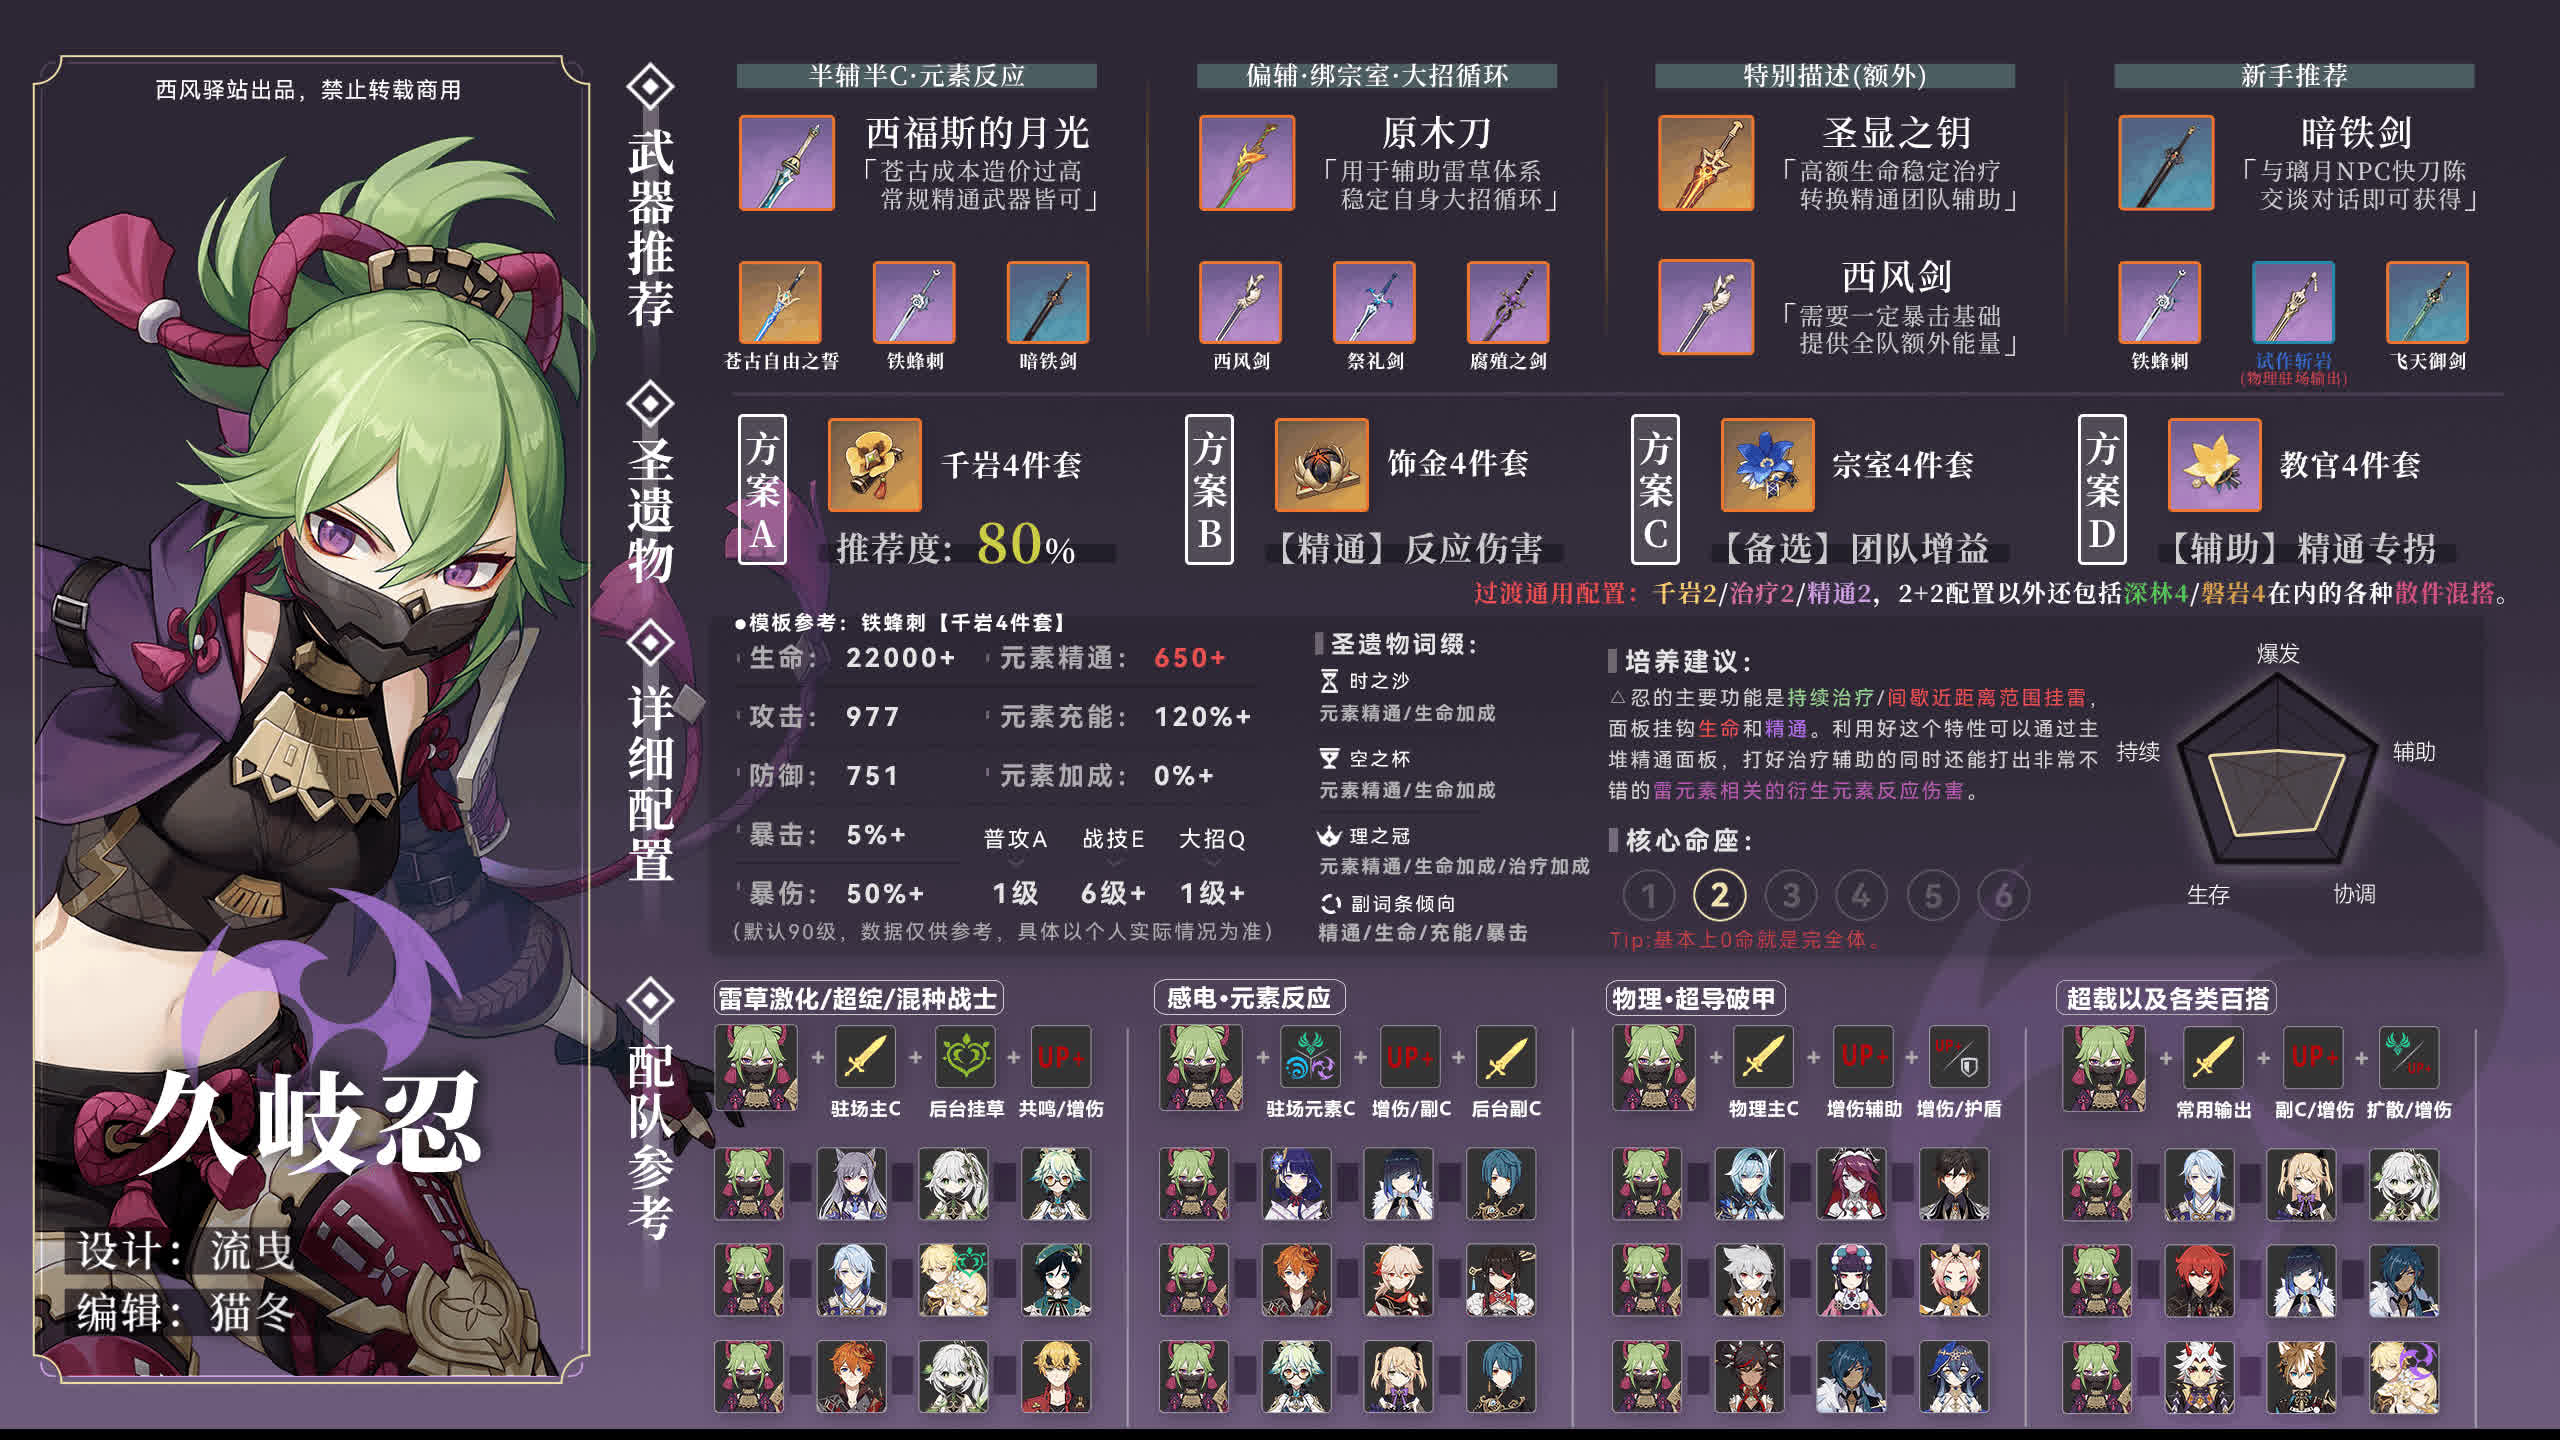 西风驿站出品，禁止转载商用
久岐忍
设计：流曳
编辑：猫冬
武器推荐
半辅半C·元素反应
西福斯的月光
「苍古成本造价过高
常规精通武器皆可」
苍古自由之誓
铁蜂刺
暗铁剑
偏辅·绑宗室·大招循环
原木刀
「用于辅助雷草体系
稳定自身大招循环」
西风剑
祭礼剑
腐殖之剑
特别描述(额外)
圣显之钥
「高额生命稳定治疗
转换精通团队辅助」
西风剑
「需要一定暴击基础
提供全队额外能量」
新手推荐
暗铁剑
「与璃月NPC快刀陈
交谈对话即可获得」
铁蜂刺
试作斩岩
(物理驻场输出)
飞天御剑
圣遗物
方案A
千岩4件套
推荐度：80%
方案B
饰金4件套
【精通】反应伤害
方案C
宗室4件套
【备选】团队增益
方案D
教官4件套
【辅助】精通专拐
过渡通用配置：千岩2/治疗2/精通2，2+2配置以外还包括深林4/磐岩4在内的各种散件混搭。
详细配置
●模板参考：铁蜂刺【千岩4件套】
生命：22000+
元素精通：650+
攻击：977
元素充能：120%+
防御：751
元素加成：0%+
暴击：5%+
普攻A 战技E 大招Q
暴伤：50%+
1级 6级+ 1级+
(默认90级，数据仅供参考，具体以个人实际情况为准)
圣遗物词缀：
时之沙
元素精通/生命加成
空之杯
元素精通/生命加成
理之冠
元素精通/生命加成/治疗加成
副词条倾向
精通/生命/充能/暴击
培养建议：
△忍的主要功能是持续治疗/间歇近距离范围挂雷，
面板挂钩生命和精通。利用好这个特性可以通过主
堆精通面板，打好治疗辅助的同时还能打出非常不
错的雷元素相关的衍生元素反应伤害。
核心命座：
1 2 3 4 5 6
Tip:基本上0命就是完全体。
爆发
辅助
协调
生存
持续
配队参考
雷草激化/超绽/混种战士
+ + + UP+
驻场主C 后台挂草 共鸣/增伤
感电·元素反应
+ + UP+ +
驻场元素C 增伤/副C 后台副C
物理·超导破甲
+ + UP+ + UP+
物理主C 增伤辅助 增伤/护盾
超载以及各类百搭
+ + UP+ + UP+
常用输出 副C/增伤 扩散/增伤